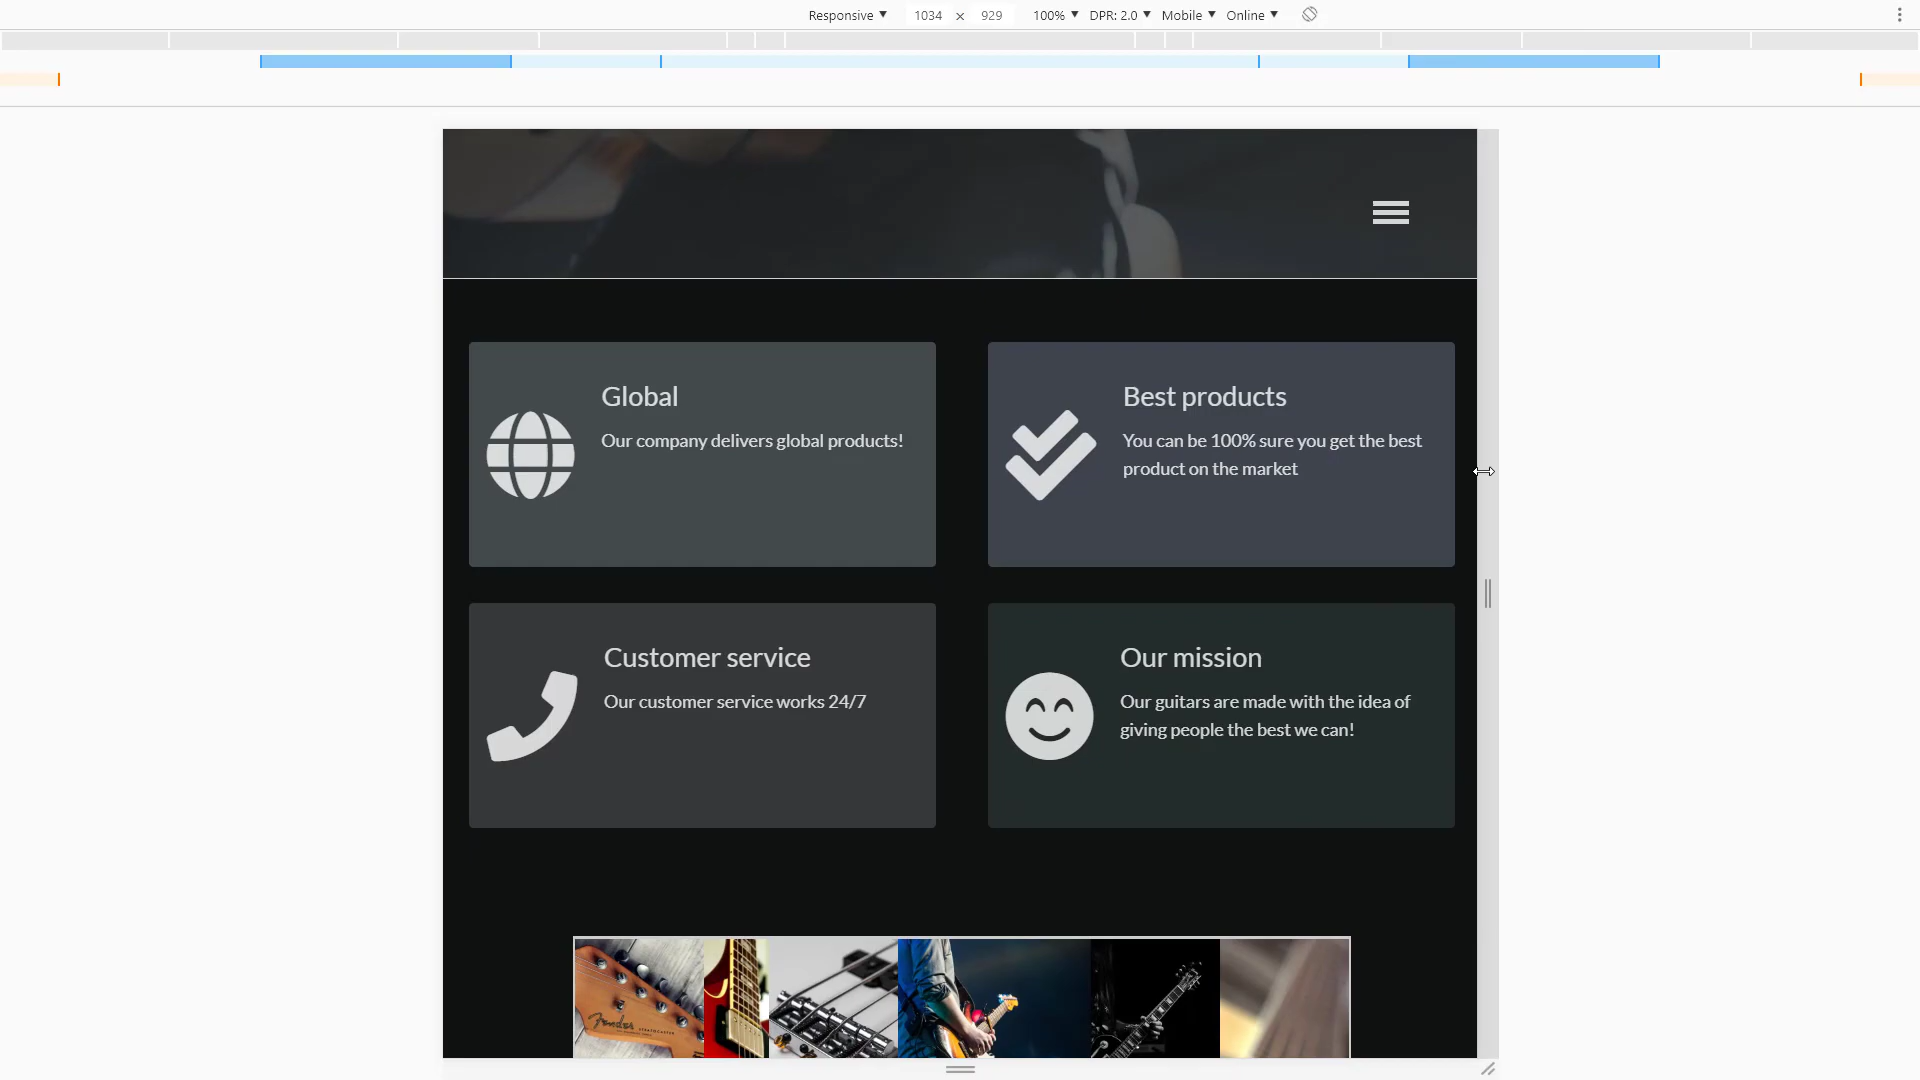 Responsive ▼ 1034 x 929 100% ▼ DPR: 2.0 ▼ Mobile ▼ Online ▼
Global
Our company delivers global products!
Best products
You can be 100% sure you get the best
product on the market
Customer service
Our customer service works 24/7
Our mission
Our guitars are made with the idea of
giving people the best we can!
Fender